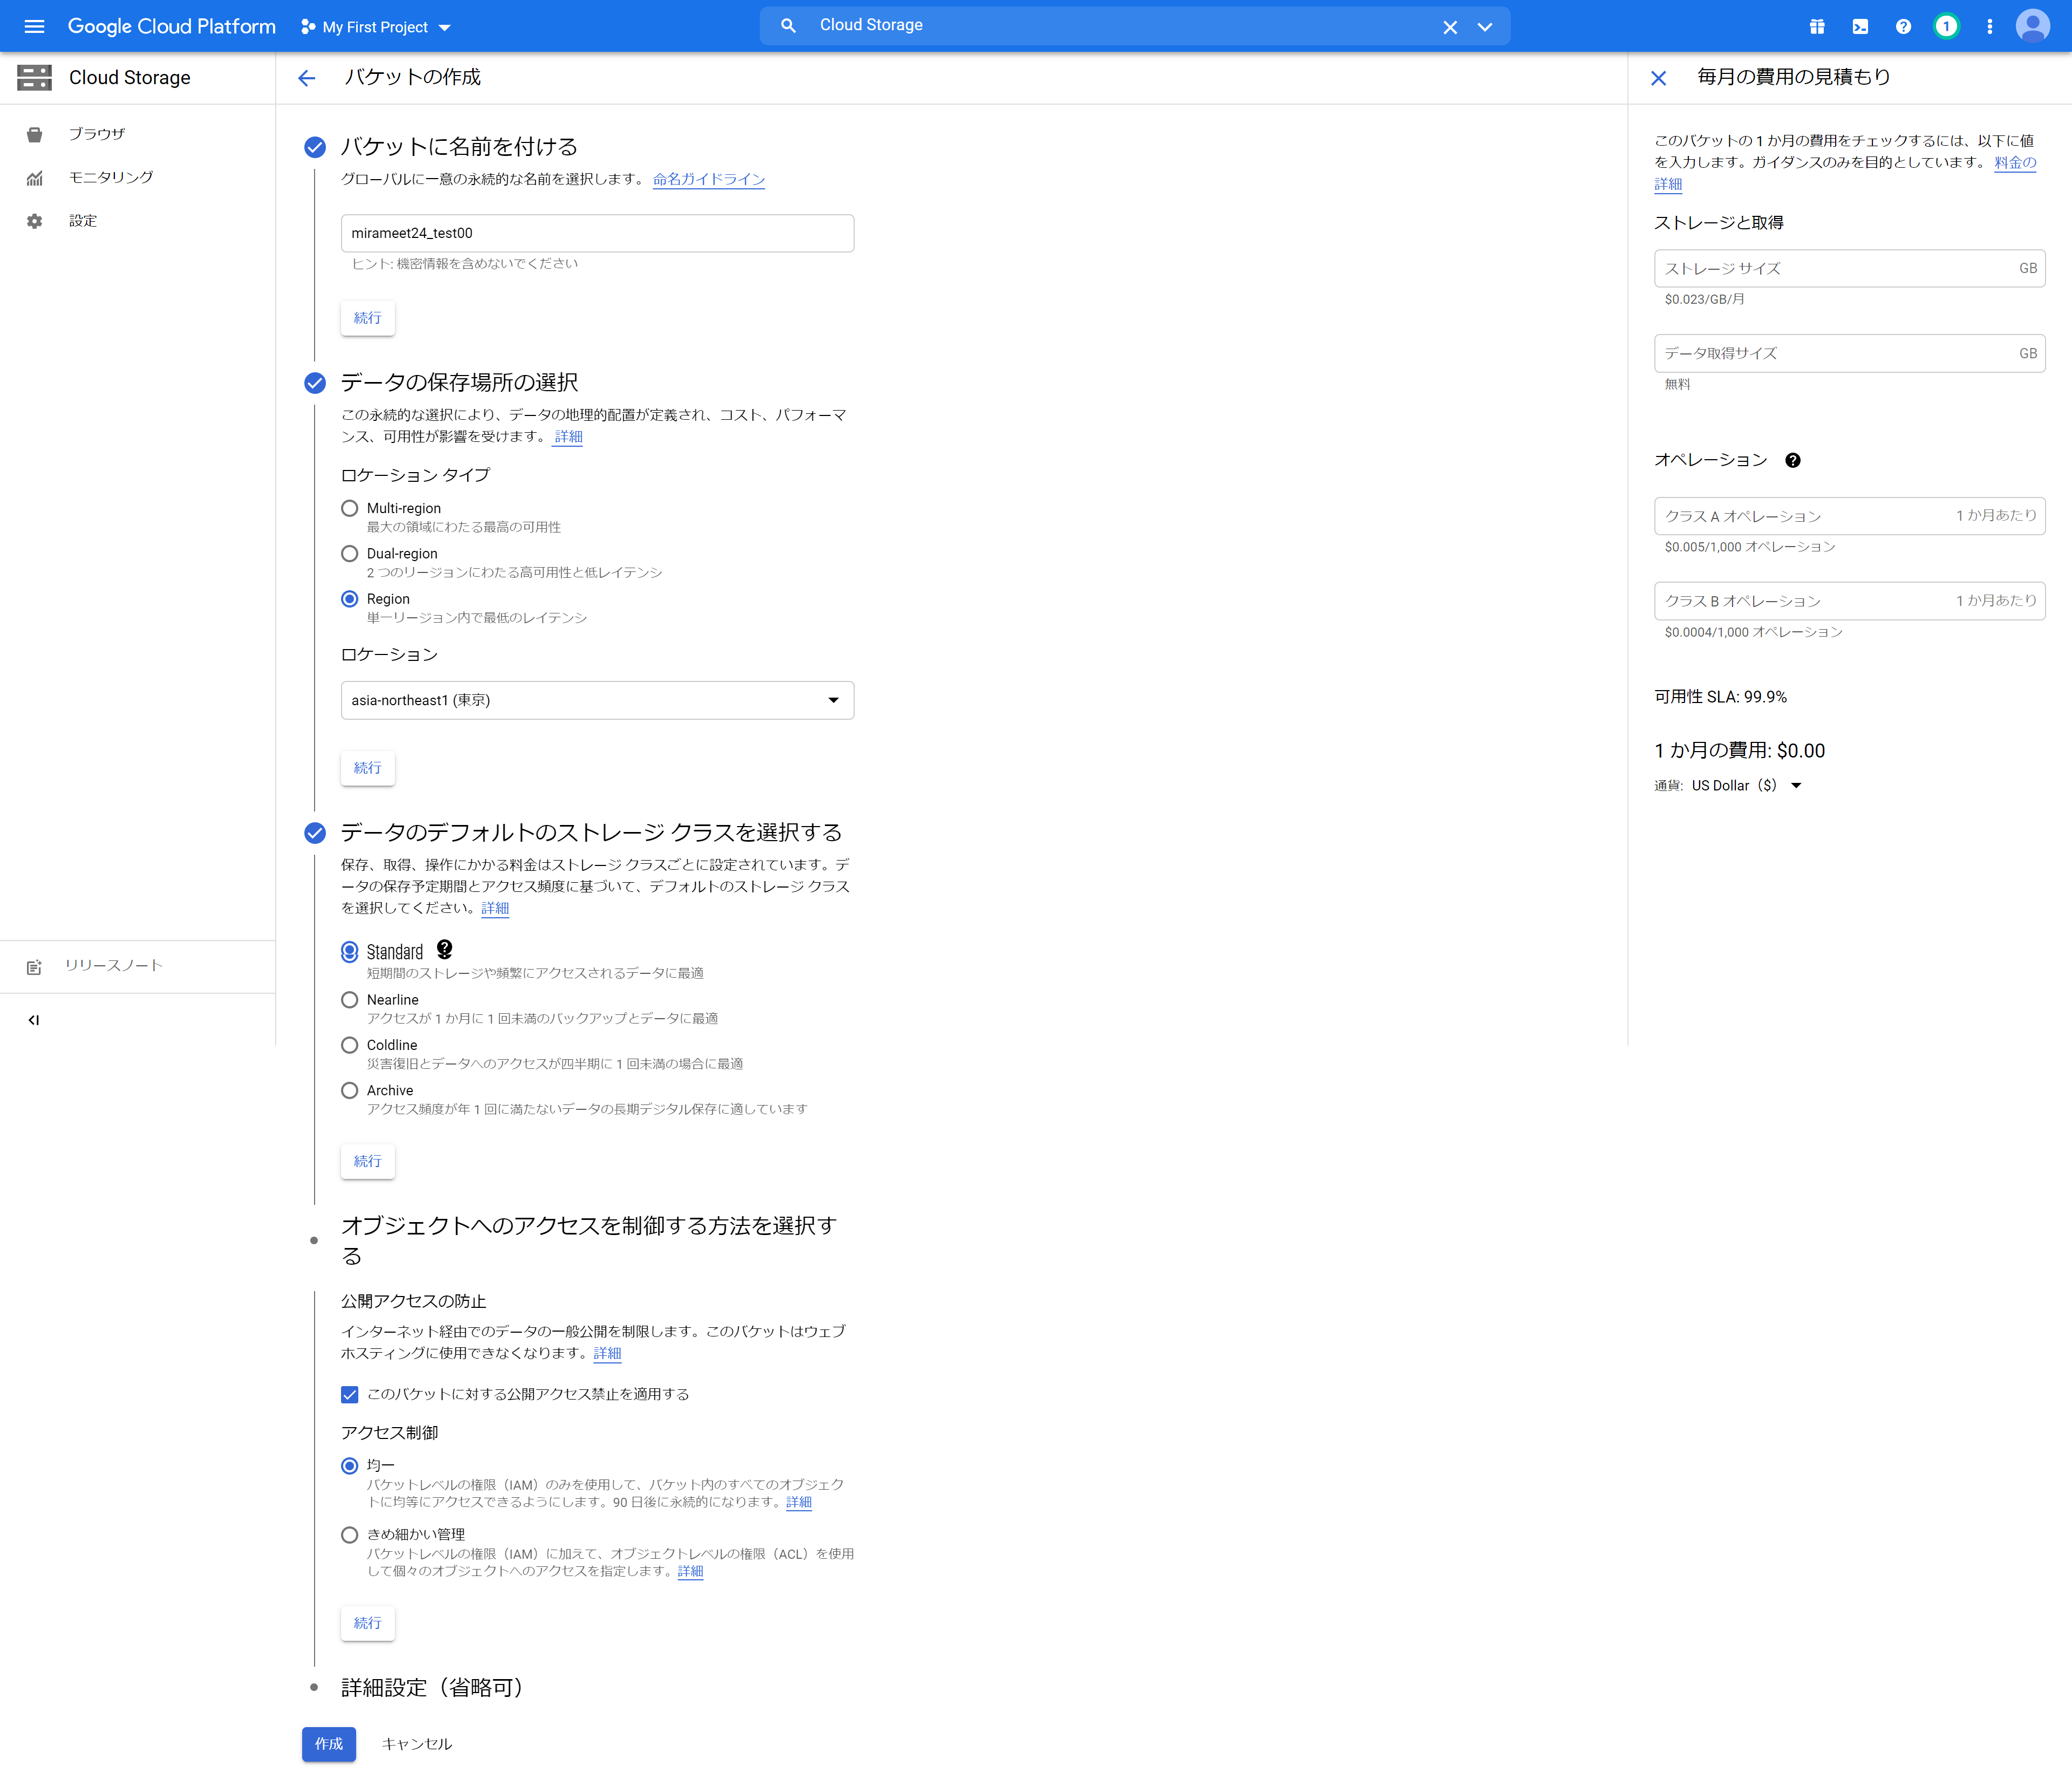 Google Cloud Platform
My First Project
Cloud Storage
1
Cloud Storage
ブラウザ
モニタリング
設定
リリースノート
バケットの作成
バケットに名前を付ける
グローバルに一意の永続的な名前を選択します。 命名ガイドライン
mirameet24_test00
ヒント: 機密情報を含めないでください
続行
データの保存場所の選択
この永続的な選択により、データの地理的配置が定義され、コスト、パフォーマ
ンス、可用性が影響を受けます。 詳細
ロケーション タイプ
Multi-region
最大の領域にわたる最高の可用性
Dual-region
2 つのリージョンにわたる高可用性と低レイテンシ
Region
単一リージョン内で最低のレイテンシ
ロケーション
asia-northeast1 (東京)
続行
データのデフォルトのストレージ クラスを選択する
保存、取得、操作にかかる料金はストレージ クラスごとに設定されています。デ
ータの保存予定期間とアクセス頻度に基づいて、デフォルトのストレージ クラス
を選択してください。 詳細
Standard
短期間のストレージや頻繁にアクセスされるデータに最適
Nearline
アクセスが 1 か月に 1 回未満のバックアップとデータに最適
Coldline
災害復旧とデータへのアクセスが四半期に 1 回未満の場合に最適
Archive
アクセス頻度が年 1 回に満たないデータの長期デジタル保存に適しています
続行
オブジェクトへのアクセスを制御する方法を選択す
る
公開アクセスの防止
インターネット経由でのデータの一般公開を制限します。このバケットはウェブ
ホスティングに使用できなくなります。 詳細
このバケットに対する公開アクセス禁止を適用する
アクセス制御
均一
バケットレベルの権限（IAM）のみを使用して、バケット内のすべてのオブジェク
トに均等にアクセスできるようにします。90 日後に永続的になります。 詳細
きめ細かい管理
バケットレベルの権限（IAM）に加えて、オブジェクトレベルの権限（ACL）を使用
して個々のオブジェクトへのアクセスを指定します。 詳細
続行
詳細設定（省略可）
作成 キャンセル
毎月の費用の見積もり
このバケットの 1 か月の費用をチェックするには、以下に値
を入力します。ガイダンスのみを目的としています。 料金の
詳細
ストレージと取得
ストレージ サイズ GB
$0.023/GB/月
データ取得サイズ GB
無料
オペレーション
クラス A オペレーション 1 か月あたり
$0.005/1,000 オペレーション
クラス B オペレーション 1 か月あたり
$0.0004/1,000 オペレーション
可用性 SLA: 99.9%
1 か月の費用: $0.00
通貨: US Dollar（$）